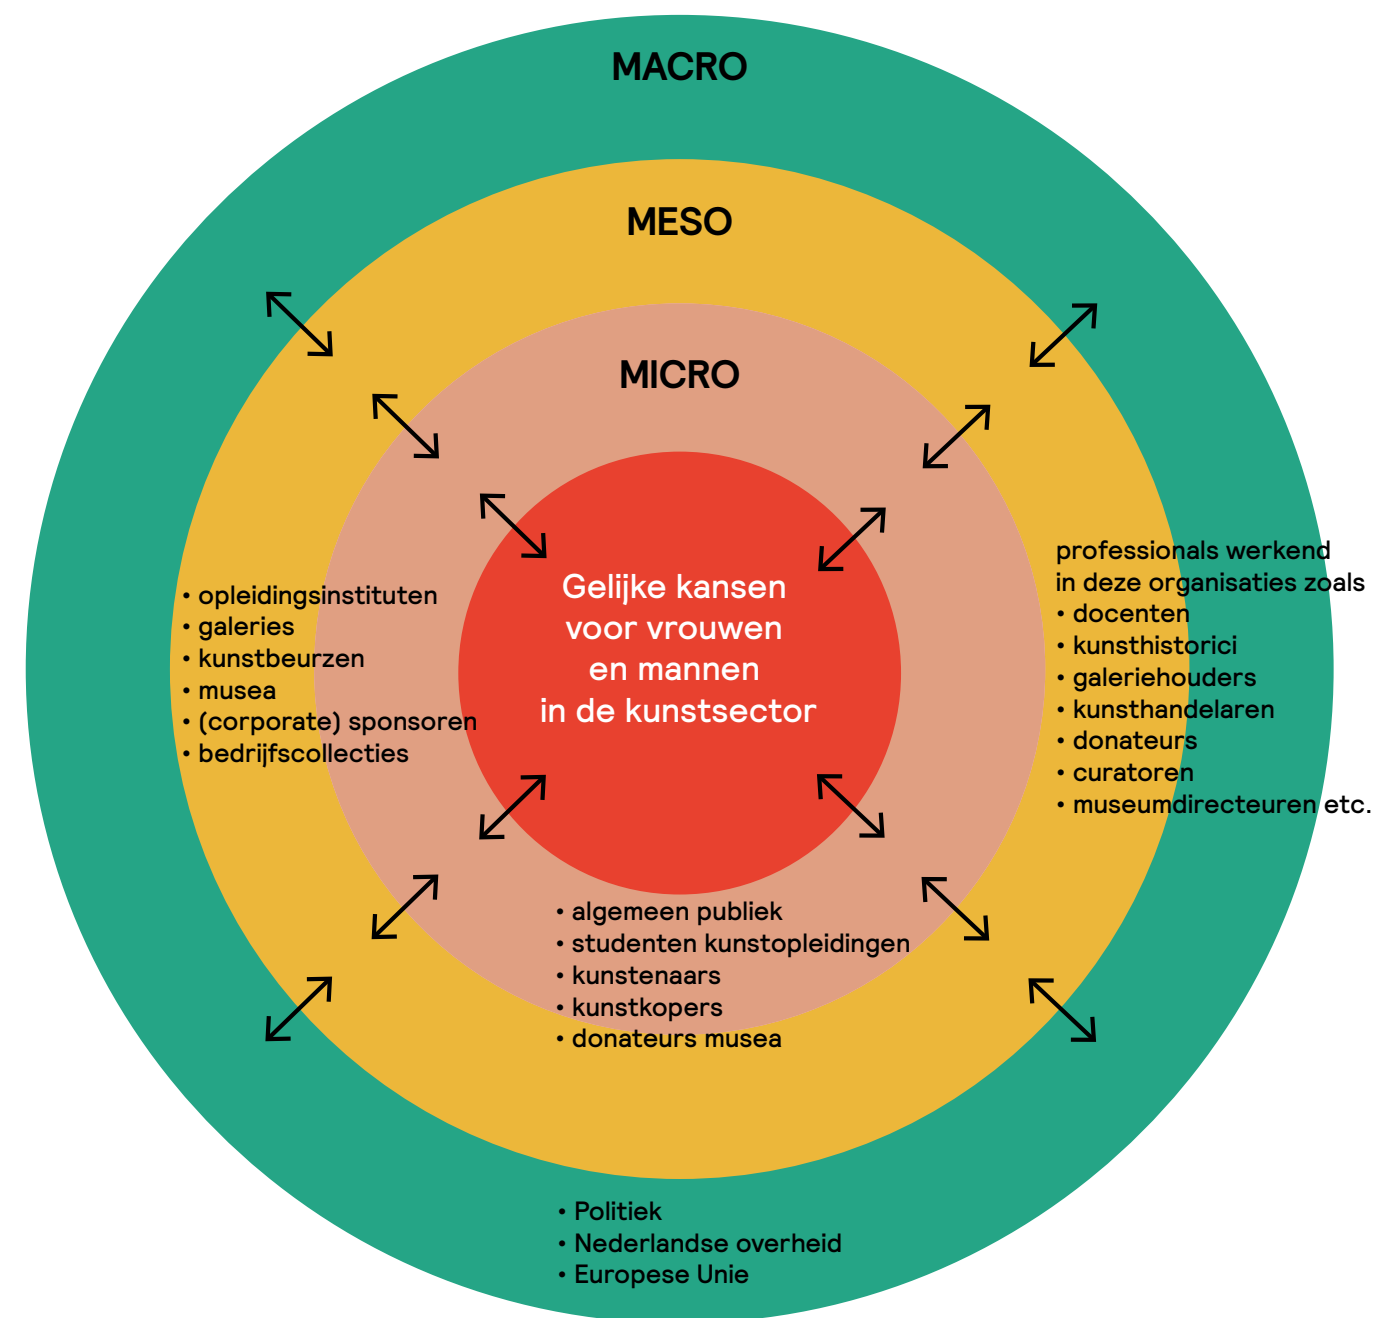 MACRO
MESO
MICRO
Gelijke kansen
voor vrouwen
en mannen
in de kunstsector
• opleidingsinstituten
• galeries
• kunstbeurzen
• musea
• (corporate) sponsoren
• bedrijfscollecties
professionals werkend
in deze organisaties zoals
• docenten
• kunsthistorici
• galeriehouders
• kunsthandelaren
• donateurs
• curatoren
• museumdirecteuren etc.
• algemeen publiek
• studenten kunstopleidingen
• kunstenaars
• kunstkopers
• donateurs musea
• Politiek
• Nederlandse overheid
• Europese Unie